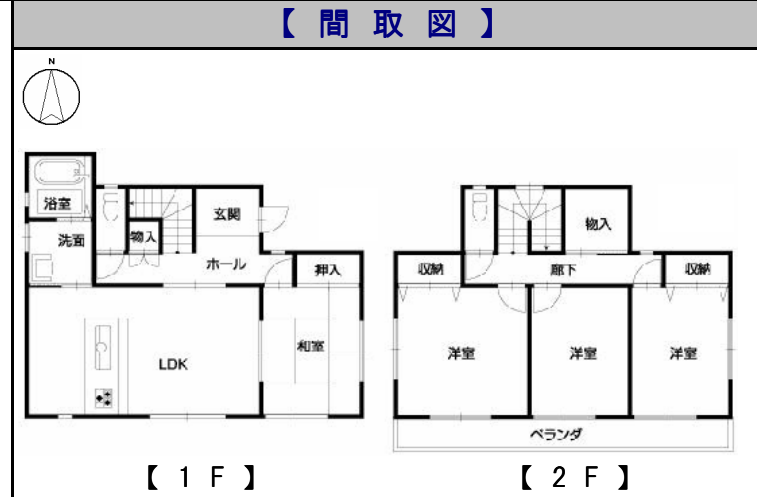 【 間 取 図 】
N
浴室
洗面
物入
玄関
ホール
押入
LDK
和室
【 1 F 】
収納
物入
廊下
収納
洋室
洋室
洋室
ベランダ
【 2 F 】